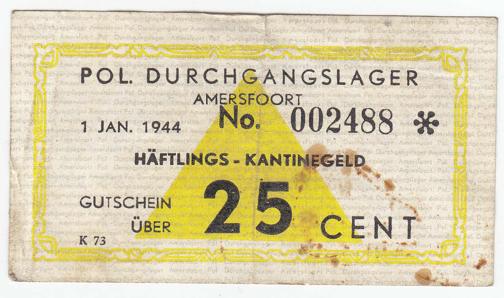 POL. DURCHGANGSLAGER
AMERSFOORT
1 JAN. 1944 No. 002488 *
HÄFTLINGS - KANTINEGELD
GUTSCHEIN
ÜBER 25 CENT
K 73